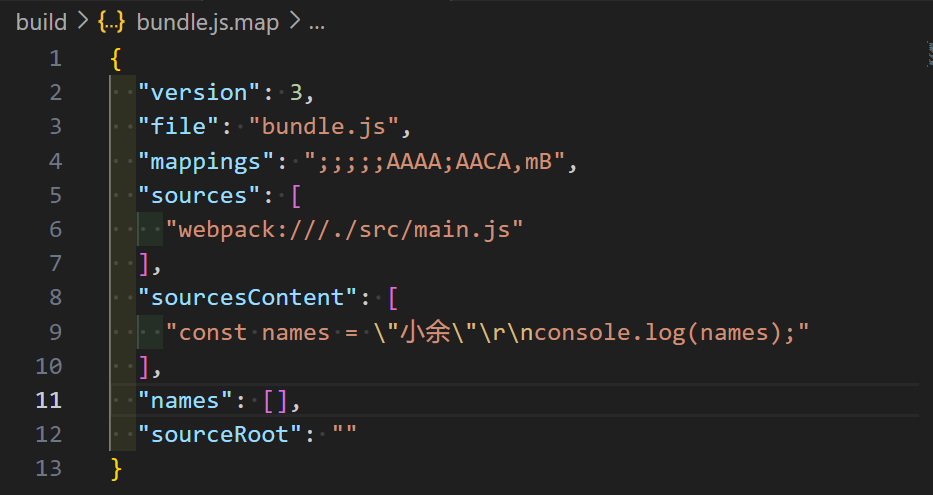 build > {…} bundle.js.map > ...
1 {
2 "version": 3,
3 "file": "bundle.js",
4 "mappings": ";;;;;AAAA;AACA,mB",
5 "sources": [
6 "webpack:///./src/main.js"
7 ],
8 "sourcesContent": [
9 "const names = \"小余\"\r\nconsole.log(names);"
10 ],
11 "names": [],
12 "sourceRoot": ""
13 }